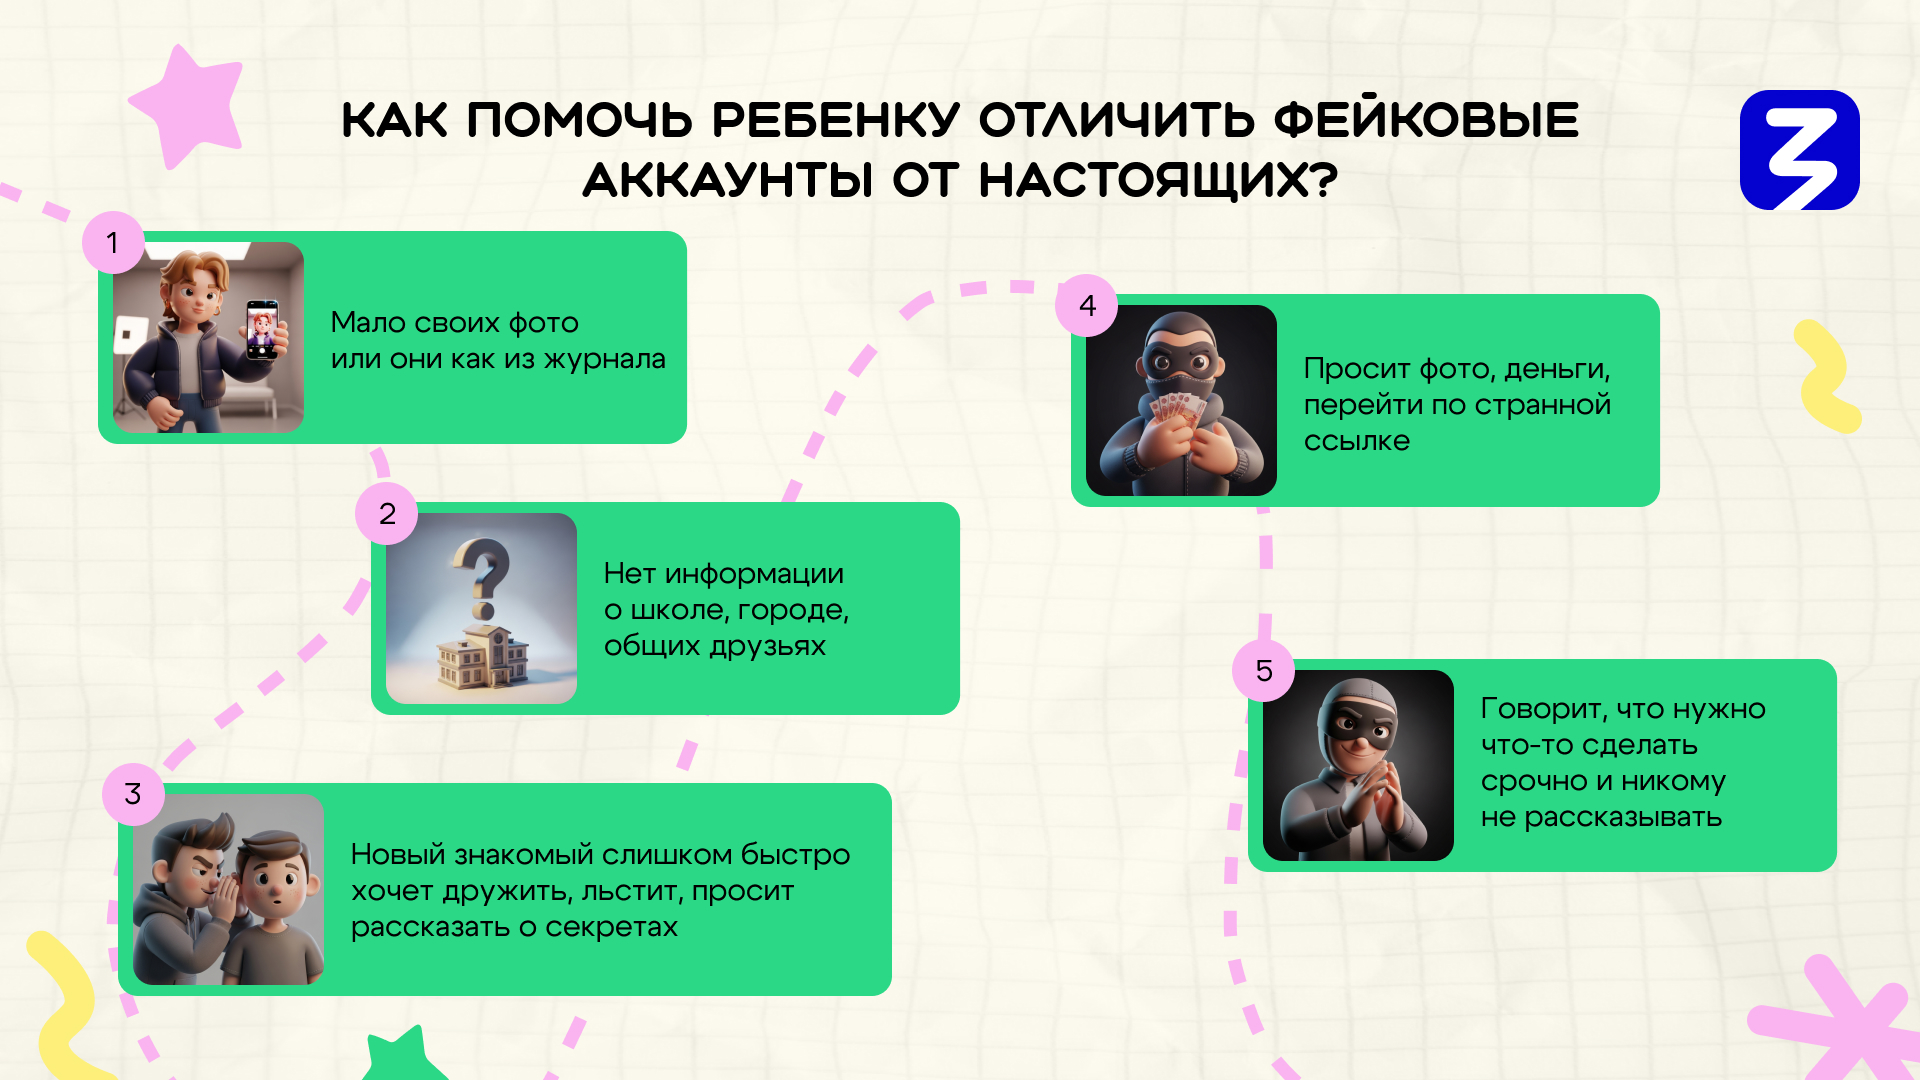 КАК ПОМОЧЬ РЕБЕНКУ ОТЛИЧИТЬ ФЕЙКОВЫЕ
АККАУНТЫ ОТ НАСТОЯЩИХ?
1
Мало своих фото
или они как из журнала
2
Нет информации
о школе, городе,
общих друзьях
3
Новый знакомый слишком быстро
хочет дружить, льстит, просит
рассказать о секретах
4
Просит фото, деньги,
перейти по странной
ссылке
5
Говорит, что нужно
что-то сделать
срочно и никому
не рассказывать